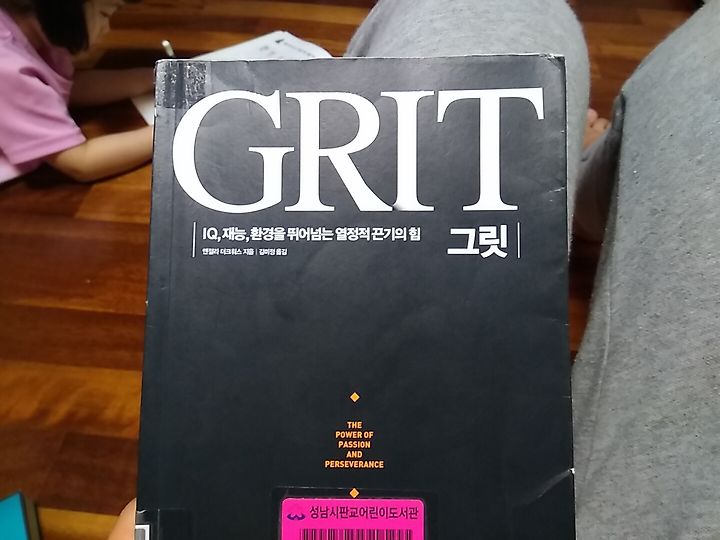 GRIT
IQ, 재능, 환경을 뛰어넘는 열정적 끈기의 힘
그릿
앤젤라 더크워스 지음 | 김미정 옮김
THE
POWER OF
PASSION
AND
PERSEVERANCE
성남시판교어린이도서관